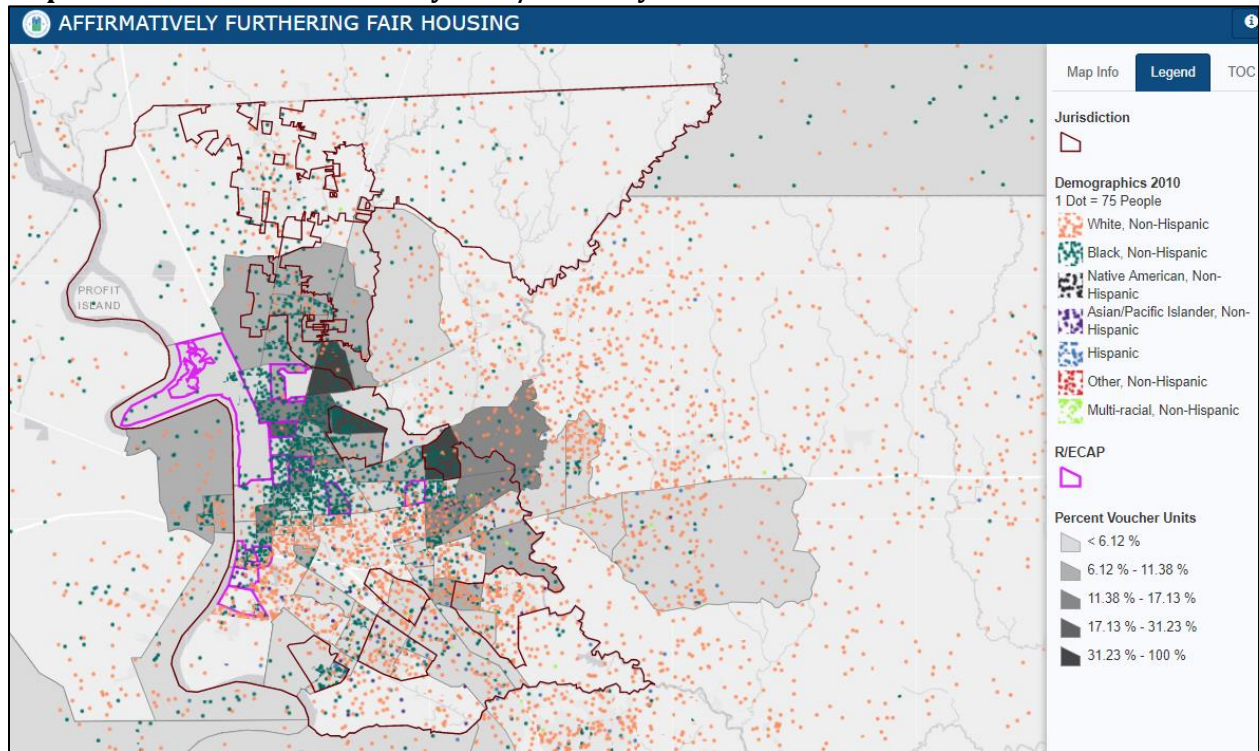 AFFIRMATIVELY FURTHERING FAIR HOUSING
Map Info Legend TOC
Jurisdiction
Demographics 2010
1 Dot = 75 People
White, Non-Hispanic
Black, Non-Hispanic
Native American, Non-
Hispanic
Asian/Pacific Islander, Non-
Hispanic
Hispanic
Other, Non-Hispanic
Multi-racial, Non-Hispanic
R/ECAP
Percent Voucher Units
< 6.12 %
6.12 % - 11.38 %
11.38 % - 17.13 %
17.13 % - 31.23 %
31.23 % - 100 %
PROFIT
ISLAND